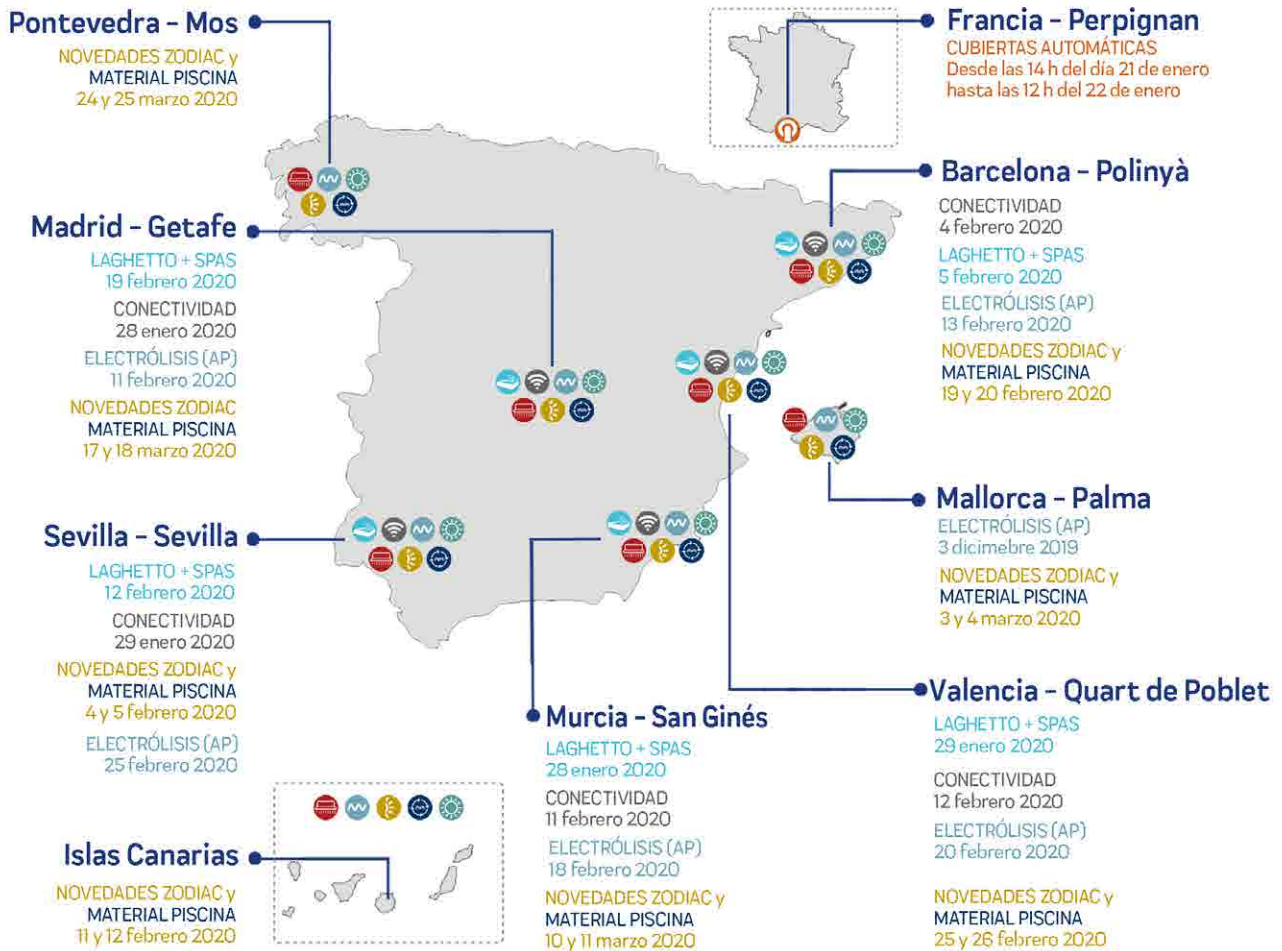 Pontevedra - Mos
NOVEDADES ZODIAC y
MATERIAL PISCINA
24 y 25 marzo 2020
Francia - Perpignan
CUBIERTAS AUTOMÁTICAS
Desde las 14 h del día 21 de enero
hasta las 12 h del 22 de enero
Madrid - Getafe
LAGHETTO + SPAS
19 febrero 2020
CONECTIVIDAD
28 enero 2020
ELECTRÓLISIS (AP)
11 febrero 2020
NOVEDADES ZODIAC
MATERIAL PISCINA
17 y 18 marzo 2020
Barcelona - Polinyà
CONECTIVIDAD
4 febrero 2020
LAGHETTO + SPAS
5 febrero 2020
ELECTRÓLISIS (AP)
13 febrero 2020
NOVEDADES ZODIAC y
MATERIAL PISCINA
19 y 20 febrero 2020
Mallorca - Palma
ELECTRÓLISIS (AP)
3 dicimebre 2019
NOVEDADES ZODIAC y
MATERIAL PISCINA
3 y 4 marzo 2020
Sevilla - Sevilla
LAGHETTO + SPAS
12 febrero 2020
CONECTIVIDAD
29 enero 2020
NOVEDADES ZODIAC y
MATERIAL PISCINA
4 y 5 febrero 2020
ELECTRÓLISIS (AP)
25 febrero 2020
Islas Canarias
NOVEDADES ZODIAC y
MATERIAL PISCINA
11 y 12 febrero 2020
Murcia - San Ginés
LAGHETTO + SPAS
28 enero 2020
CONECTIVIDAD
11 febrero 2020
ELECTRÓLISIS (AP)
18 febrero 2020
NOVEDADES ZODIAC y
MATERIAL PISCINA
10 y 11 marzo 2020
Valencia - Quart de Poblet
LAGHETTO + SPAS
29 enero 2020
CONECTIVIDAD
12 febrero 2020
ELECTRÓLISIS (AP)
20 febrero 2020
NOVEDADES ZODIAC y
MATERIAL PISCINA
25 y 26 febrero 2020